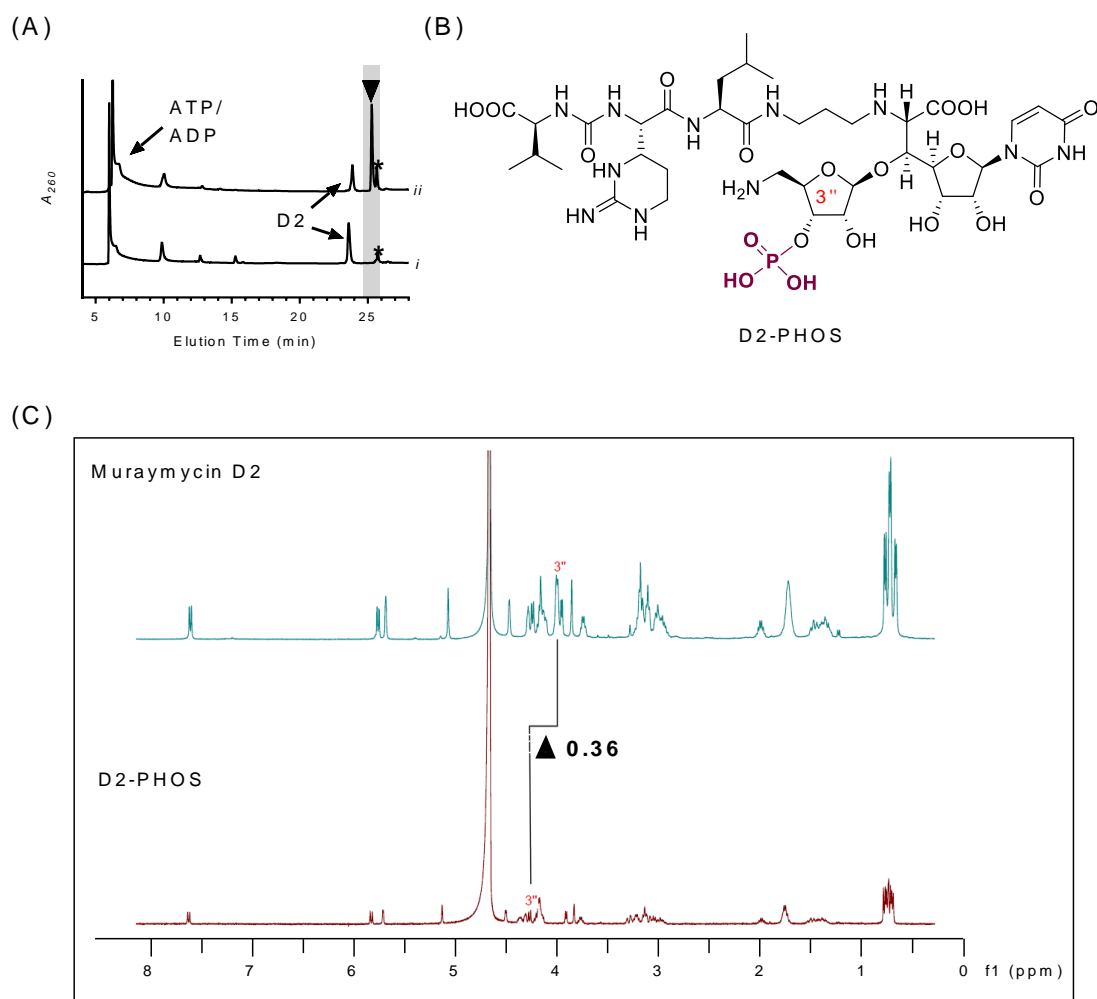 (A)
ATP/
ADP
*
ii
D2
*
i
A260
5 10 15 20 25
Elution Time (min)
(B)
HOOC
H
N
O
H
N
O
N
H
O
N
H
H
N
H
COOH
HN
HN
NH
H2N
O
3"
O
H
H
O
N
O
NH
O
O
OH
HO
OH
O
P
HO
OH
D2-PHOS
(C)
Muraymycin D2
3"
▲ 0.36
D2-PHOS
3"
8 7 6 5 4 3 2 1 0 f1 (ppm)